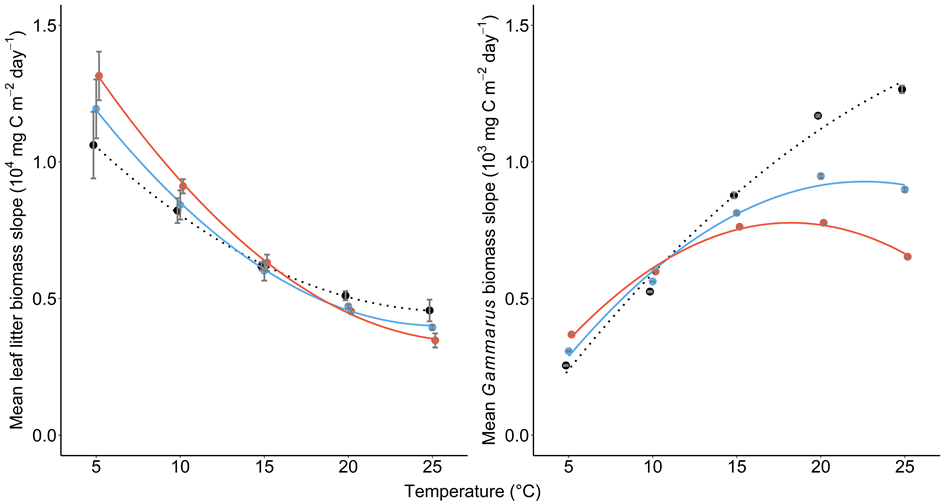 Mean leaf litter biomass slope (10⁴ mg C m⁻² day⁻¹)
1.5
1.0
0.5
0.0
5 10 15 20 25
Mean Gammarus biomass slope (10³ mg C m⁻² day⁻¹)
1.5
1.0
0.5
0.0
5 10 15 20 25
Temperature (°C)